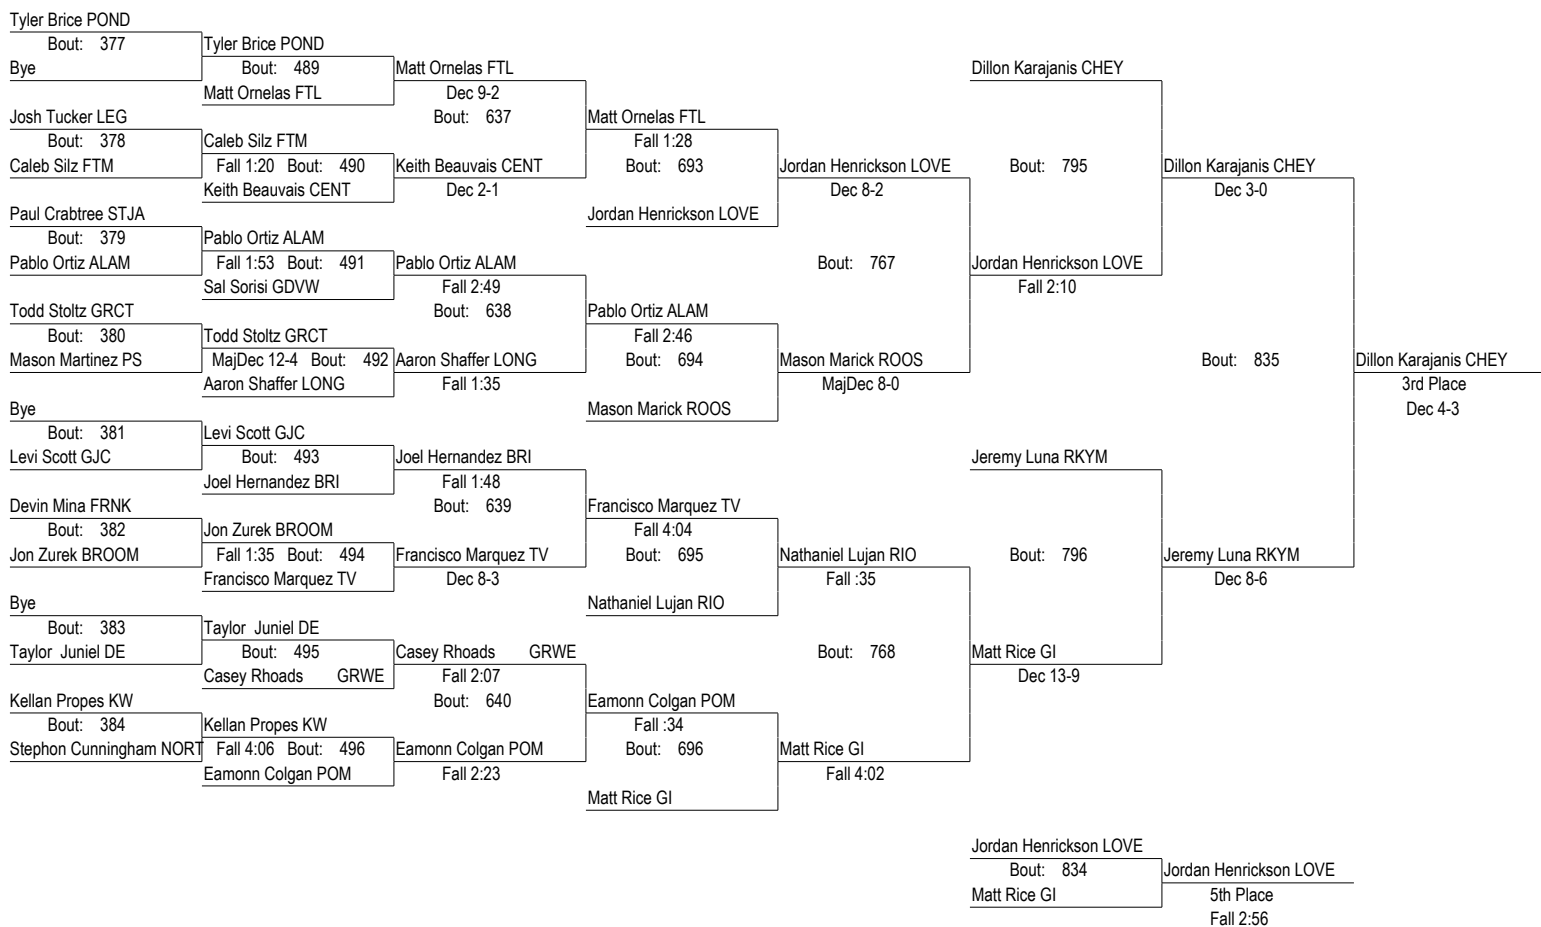 Tyler Brice POND
Bout: 377 Tyler Brice POND
Bye Bout: 489 Matt Ornelas FTL Dillon Karajanis CHEY
Matt Ornelas FTL Dec 9-2
Josh Tucker LEG Bout: 637 Matt Ornelas FTL
Bout: 378 Caleb Silz FTM Fall 1:28
Caleb Silz FTM Fall 1:20 Bout: 490 Keith Beauvais CENT Bout: 693 Jordan Henrickson LOVE Bout: 795 Dillon Karajanis CHEY
Keith Beauvais CENT Dec 2-1 Dec 8-2 Dec 3-0
Paul Crabtree STJA Jordan Henrickson LOVE
Bout: 379 Pablo Ortiz ALAM
Pablo Ortiz ALAM Fall 1:53 Bout: 491 Pablo Ortiz ALAM Bout: 767 Jordan Henrickson LOVE
Sal Sorisi GDVW Fall 2:49 Fall 2:10
Todd Stoltz GRCT Bout: 638 Pablo Ortiz ALAM
Bout: 380 Todd Stoltz GRCT Fall 2:46
Mason Martinez PS MajDec 12-4 Bout: 492 Aaron Shaffer LONG Bout: 694 Mason Marick ROOS Bout: 835 Dillon Karajanis CHEY
Aaron Shaffer LONG Fall 1:35 MajDec 8-0 3rd Place
Bye Mason Marick ROOS Dec 4-3
Bout: 381 Levi Scott GJC
Levi Scott GJC Bout: 493 Joel Hernandez BRI Jeremy Luna RKYM
Joel Hernandez BRI Fall 1:48
Devin Mina FRNK Bout: 639 Francisco Marquez TV
Bout: 382 Jon Zurek BROOM Fall 4:04
Jon Zurek BROOM Fall 1:35 Bout: 494 Francisco Marquez TV Bout: 695 Nathaniel Lujan RIO Bout: 796 Jeremy Luna RKYM
Francisco Marquez TV Dec 8-3 Fall :35 Dec 8-6
Bye Nathaniel Lujan RIO
Bout: 383 Taylor Juniel DE
Taylor Juniel DE Bout: 495 Casey Rhoads GRWE Bout: 768 Matt Rice GI
Casey Rhoads GRWE Fall 2:07 Dec 13-9
Kellan Propes KW Bout: 640 Eamonn Colgan POM
Bout: 384 Kellan Propes KW Fall :34
Stephon Cunningham NORT Fall 4:06 Bout: 496 Eamonn Colgan POM Bout: 696 Matt Rice GI
Eamonn Colgan POM Fall 2:23 Fall 4:02
Matt Rice GI
Jordan Henrickson LOVE
Bout: 834 Jordan Henrickson LOVE
Matt Rice GI 5th Place
Fall 2:56